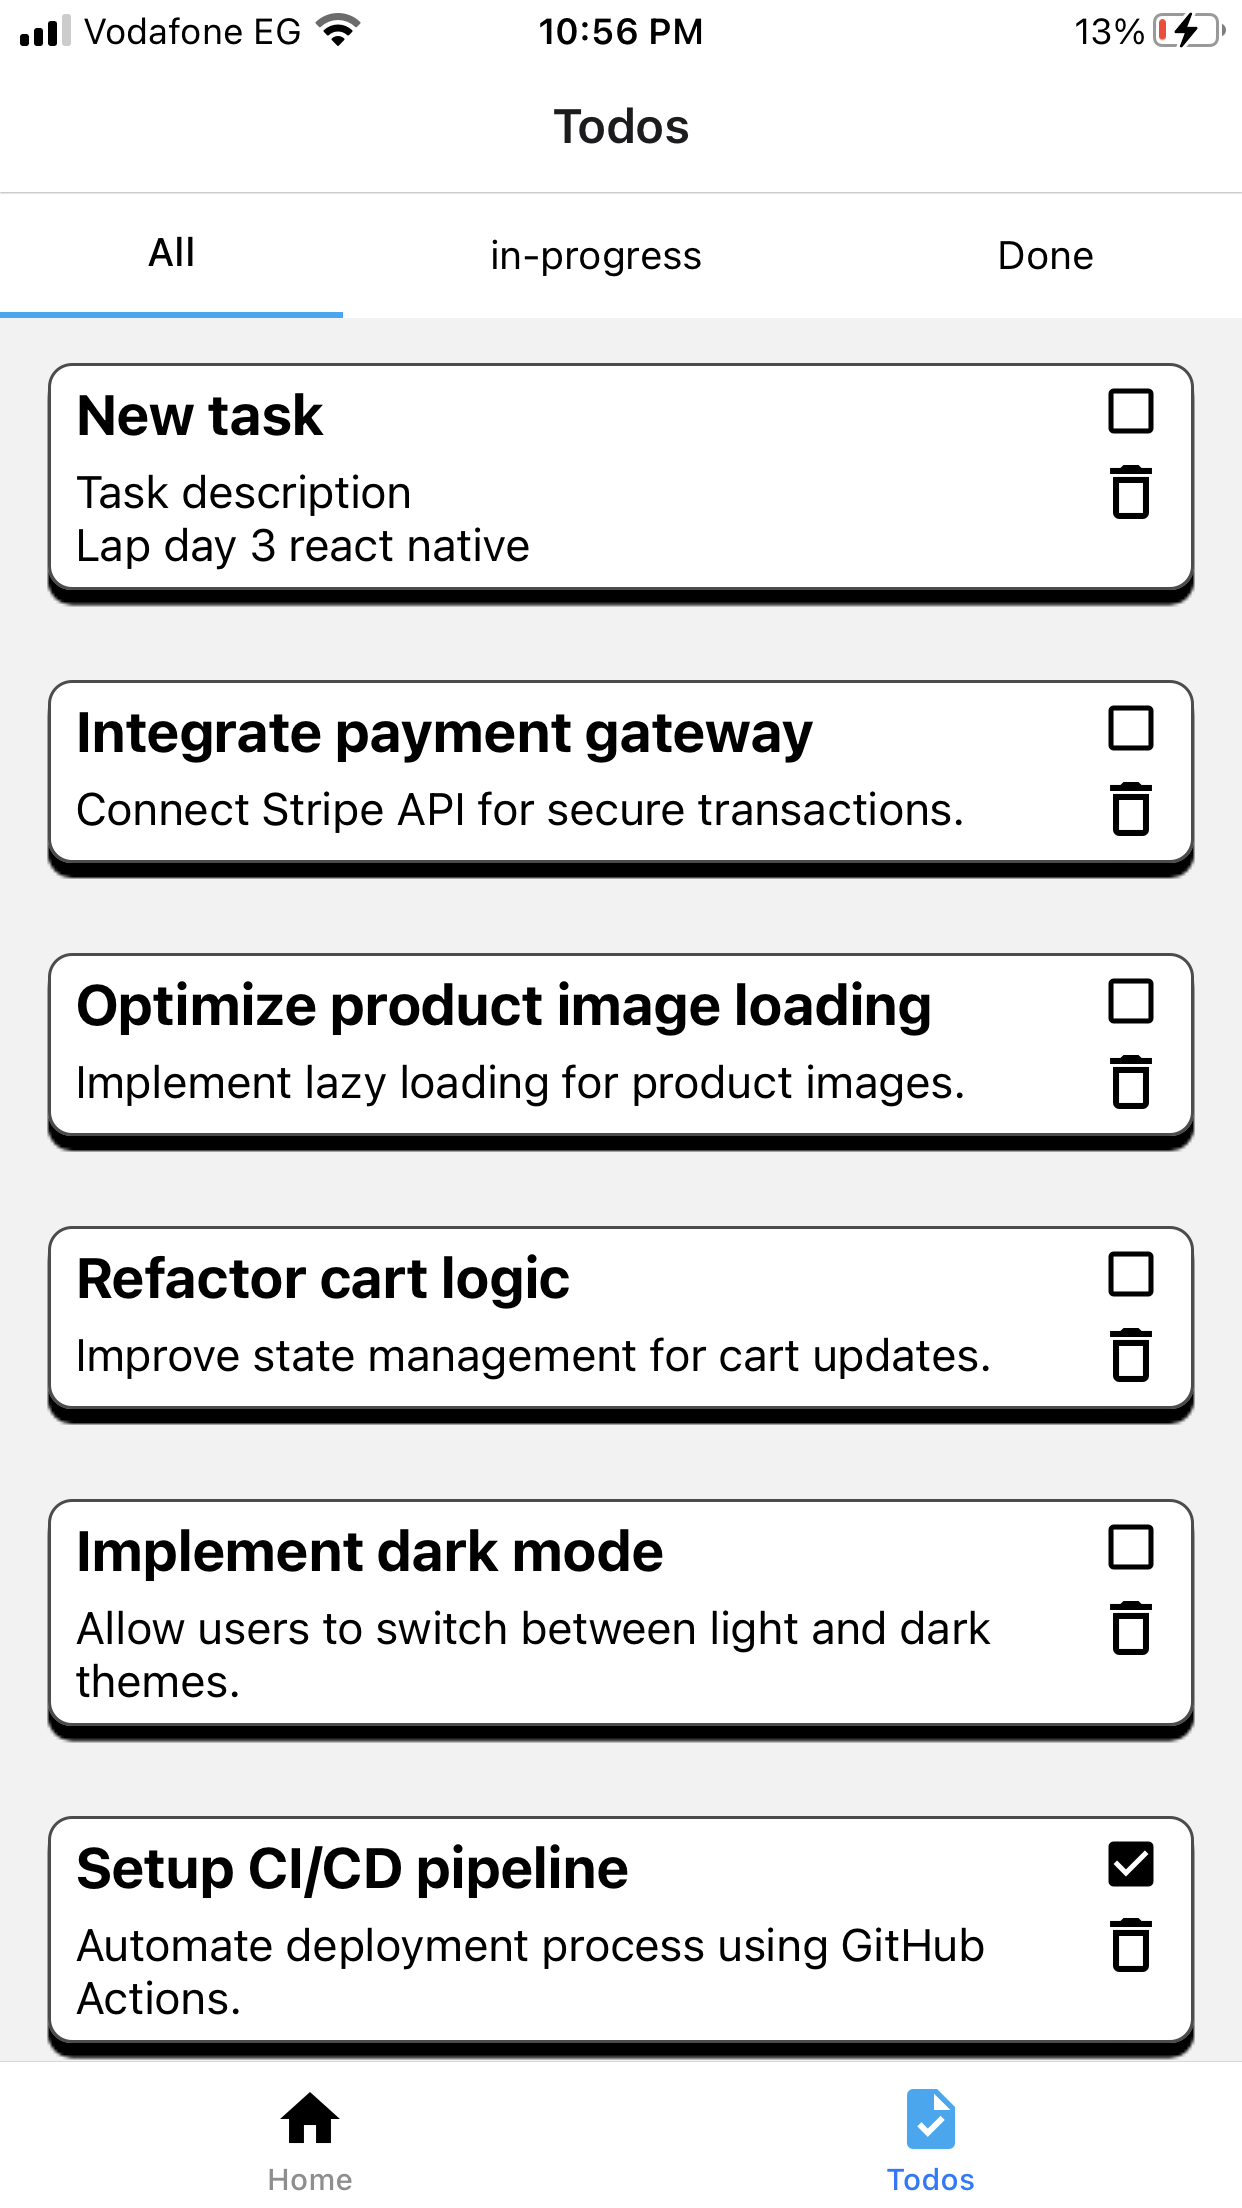 Vodafone EG
10:56 PM
13%
Todos
All
in-progress
Done
New task
Task description
Lap day 3 react native
Integrate payment gateway
Connect Stripe API for secure transactions.
Optimize product image loading
Implement lazy loading for product images.
Refactor cart logic
Improve state management for cart updates.
Implement dark mode
Allow users to switch between light and dark
themes.
Setup CI/CD pipeline
Automate deployment process using GitHub
Actions.
Home
Todos